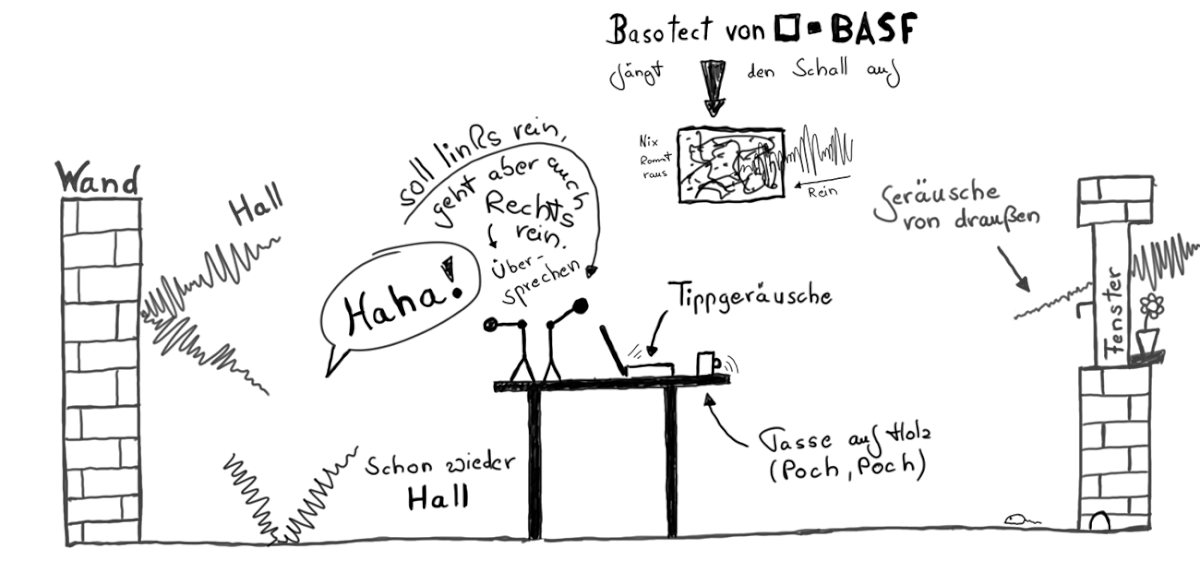 Basotect von BASF
fängt den Schall auf
Nix
kommt
raus
Rein
Wand
Hall
soll links rein,
geht aber auch
Rechts
rein.
Über-
sprechen
Haha!
Tippgeräusche
Geräusche
von draußen
Fenster
Tasse auf Holz
(Poch, Poch)
Schon wieder
Hall